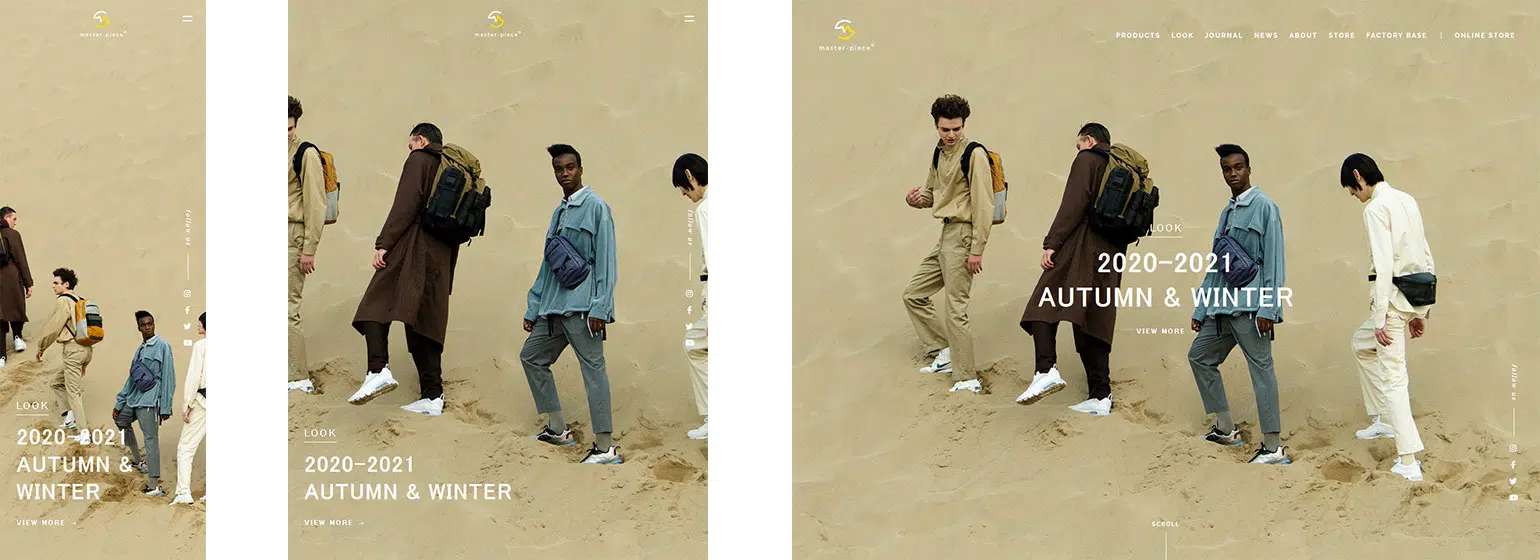 master-piece®
follow us
LOOK
2020-2021
AUTUMN &
WINTER
VIEW MORE →
master-piece®
follow us
LOOK
2020-2021
AUTUMN & WINTER
VIEW MORE →
master-piece®
PRODUCTS LOOK JOURNAL NEWS ABOUT STORE FACTORY BASE | ONLINE STORE
LOOK
2020-2021
AUTUMN & WINTER
VIEW MORE
follow us
SCROLL